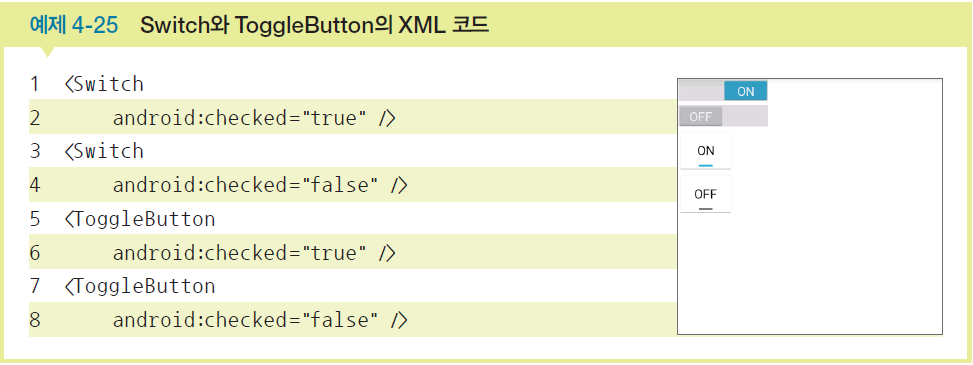 예제 4-25 Switch와 ToggleButton의 XML 코드
1 <Switch
2 android:checked="true" />
3 <Switch
4 android:checked="false" />
5 <ToggleButton
6 android:checked="true" />
7 <ToggleButton
8 android:checked="false" />
ON
OFF
ON
OFF